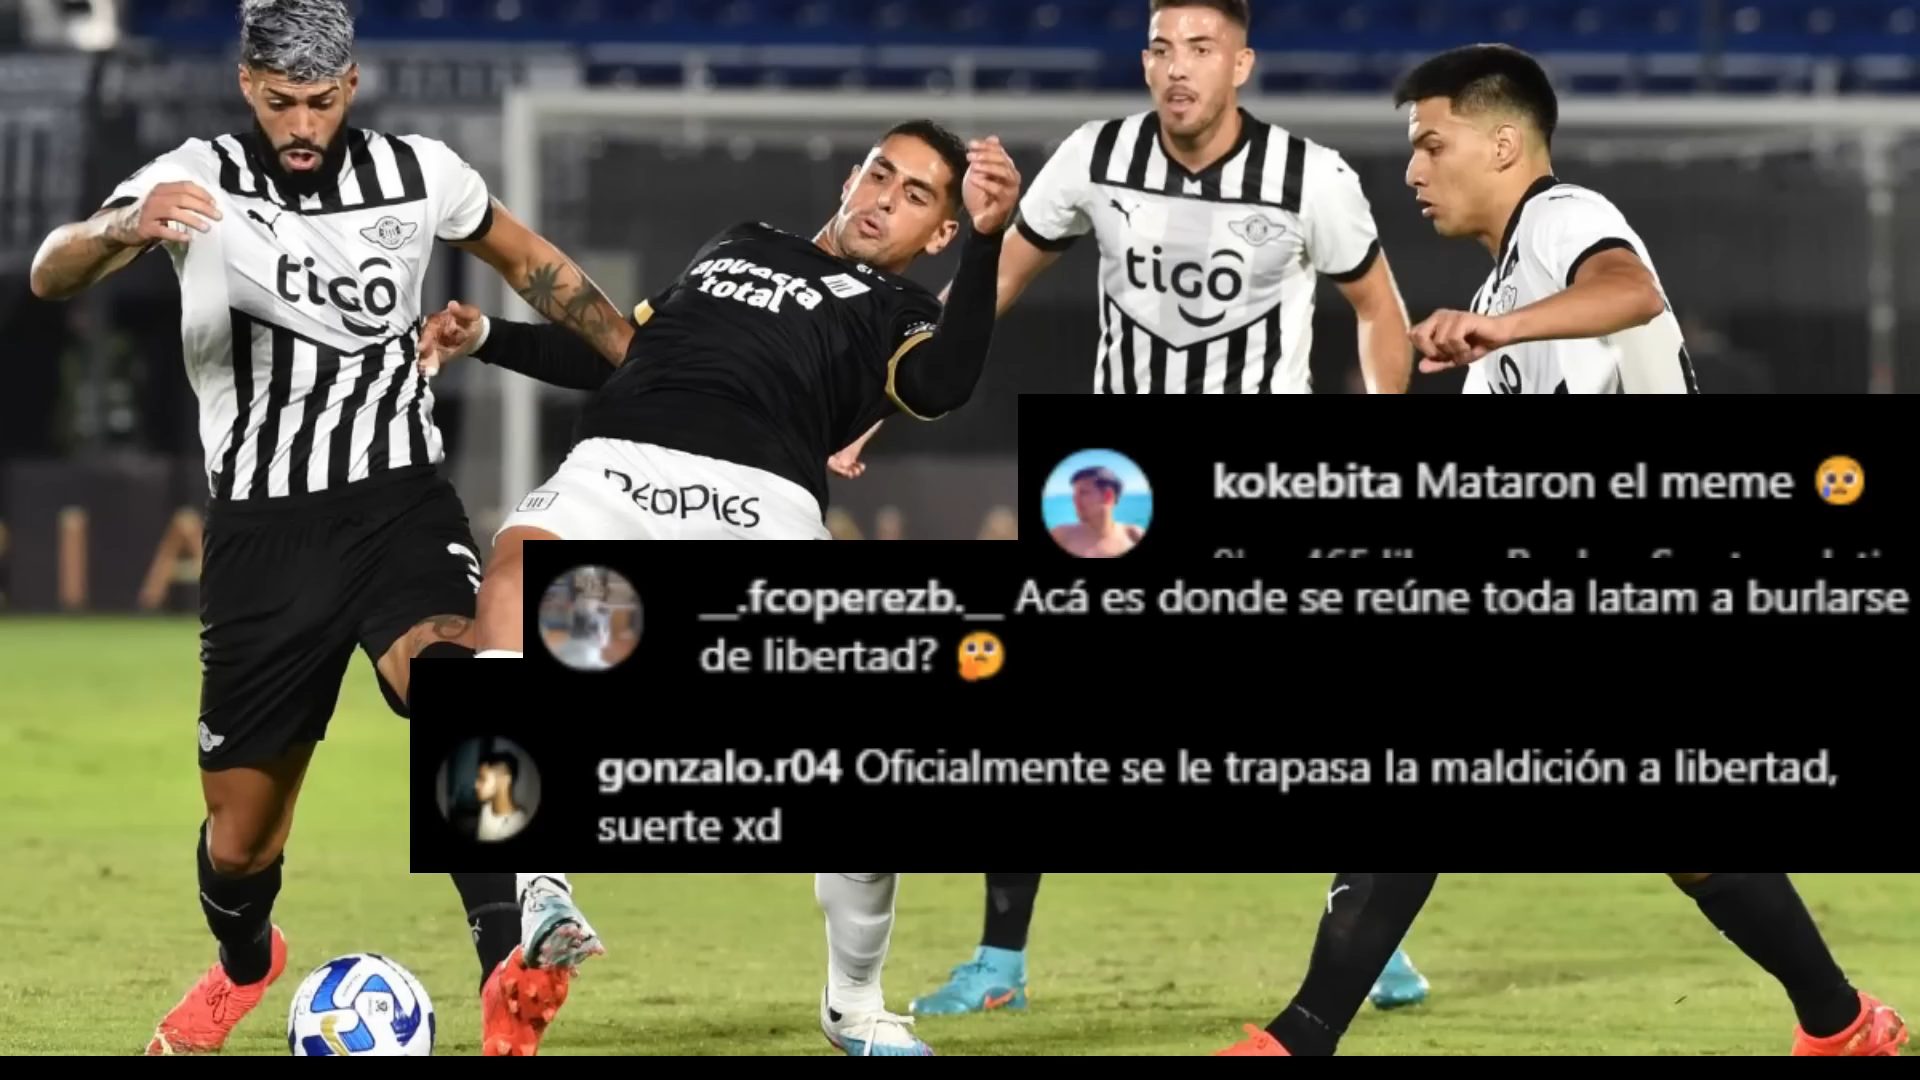 tigo
apuesta
total
tigo
PEOPIES
kokebita Mataron el meme 😢
__.fcoperezb.__ Acá es donde se reúne toda latam a burlarse
de libertad? 🤔
gonzalo.r04 Oficialmente se le trapasa la maldición a libertad,
suerte xd